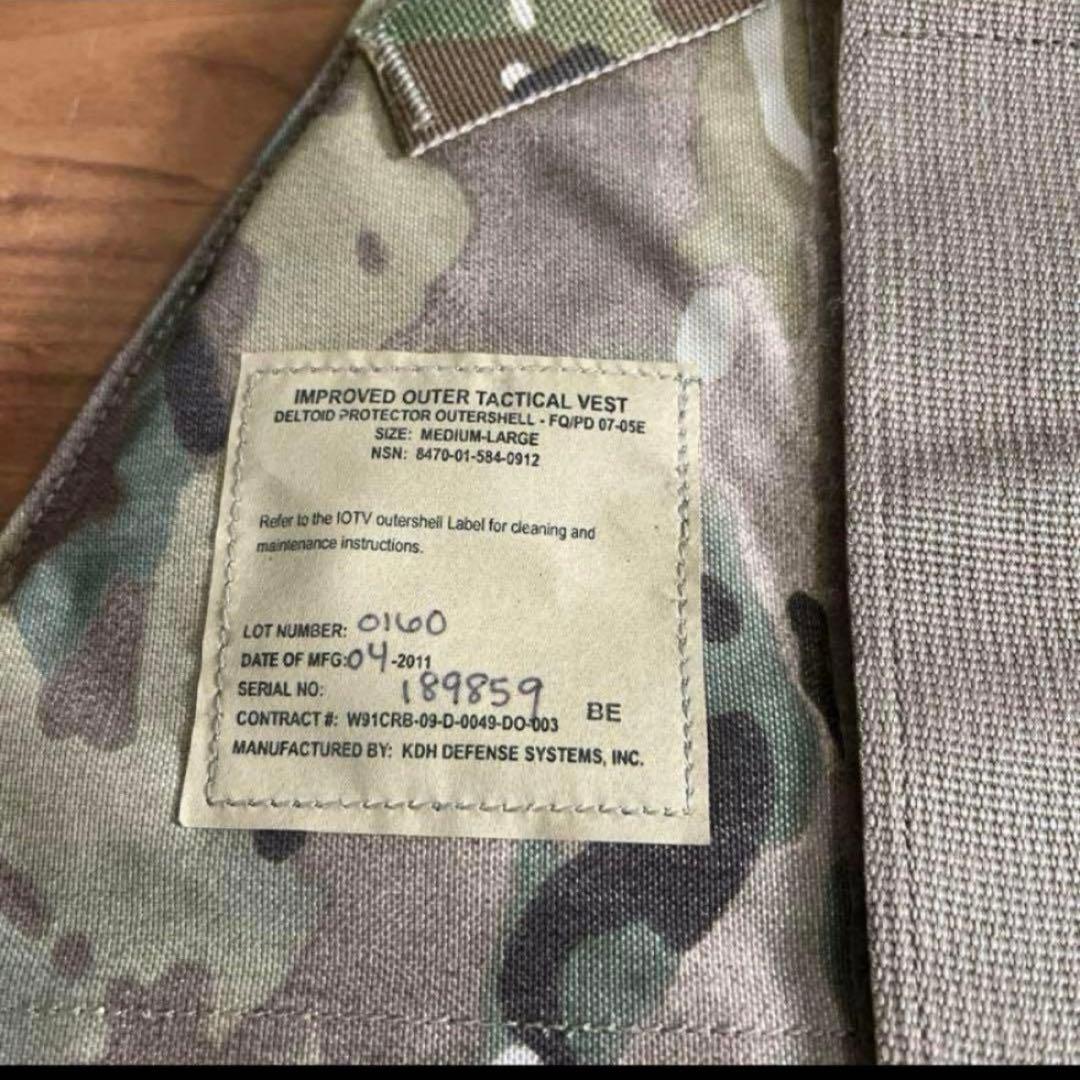 IMPROVED OUTER TACTICAL VEST
DELTOID PROTECTOR OUTERSHELL - FQ/PD 07-05E
SIZE: MEDIUM-LARGE
NSN: 8470-01-584-0912
Refer to the IOTV outershell Label for cleaning and
maintenance instructions.
LOT NUMBER: 0160
DATE OF MFG: 04-2011
SERIAL NO: 189859
BE
CONTRACT #: W91CRB-09-D-0049-DO-003
MANUFACTURED BY: KDH DEFENSE SYSTEMS, INC.